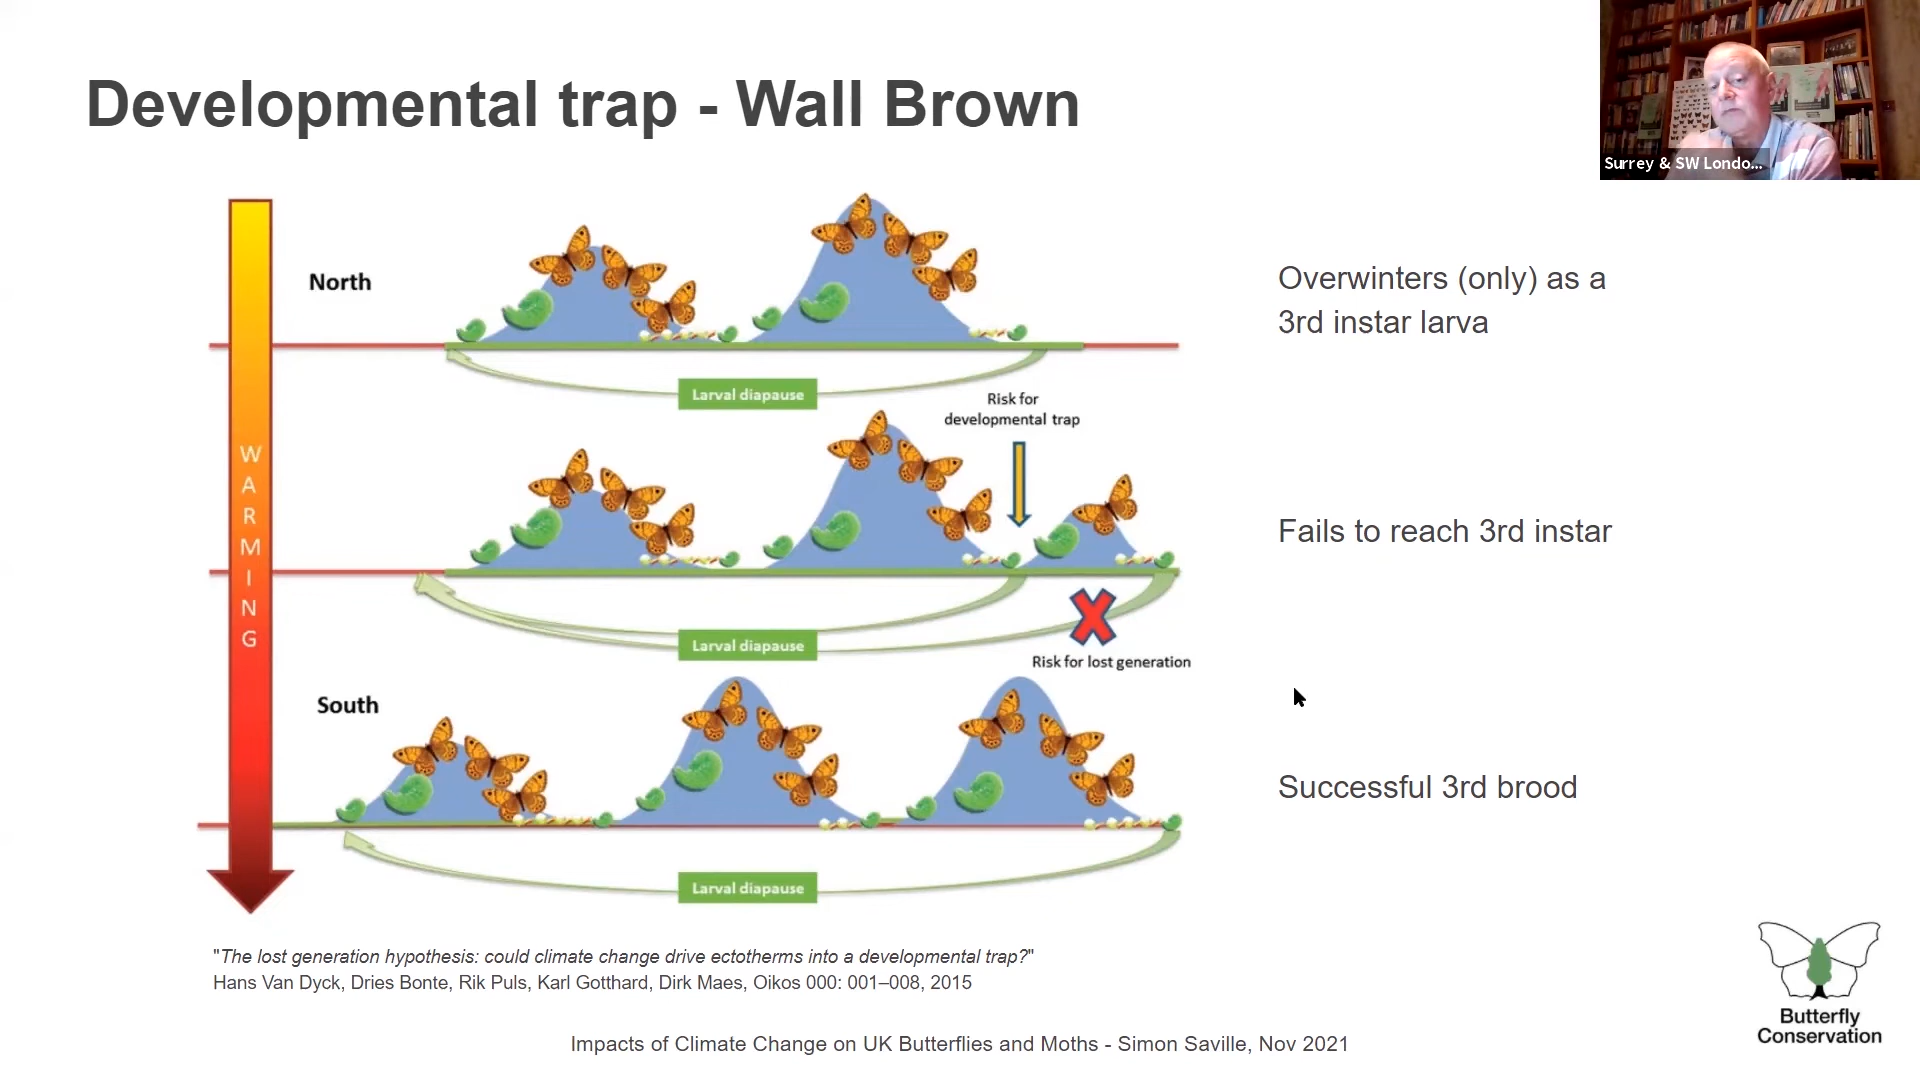 Developmental trap - Wall Brown
Surrey & SW Londo...
North
Overwinters (only) as a
3rd instar larva
Larval diapause
Risk for
developmental trap
WARMING
Fails to reach 3rd instar
Larval diapause
Risk for lost generation
South
Successful 3rd brood
Larval diapause
"The lost generation hypothesis: could climate change drive ectotherms into a developmental trap?"
Hans Van Dyck, Dries Bonte, Rik Puls, Karl Gotthard, Dirk Maes, Oikos 000: 001–008, 2015
Butterfly
Conservation
Impacts of Climate Change on UK Butterflies and Moths - Simon Saville, Nov 2021